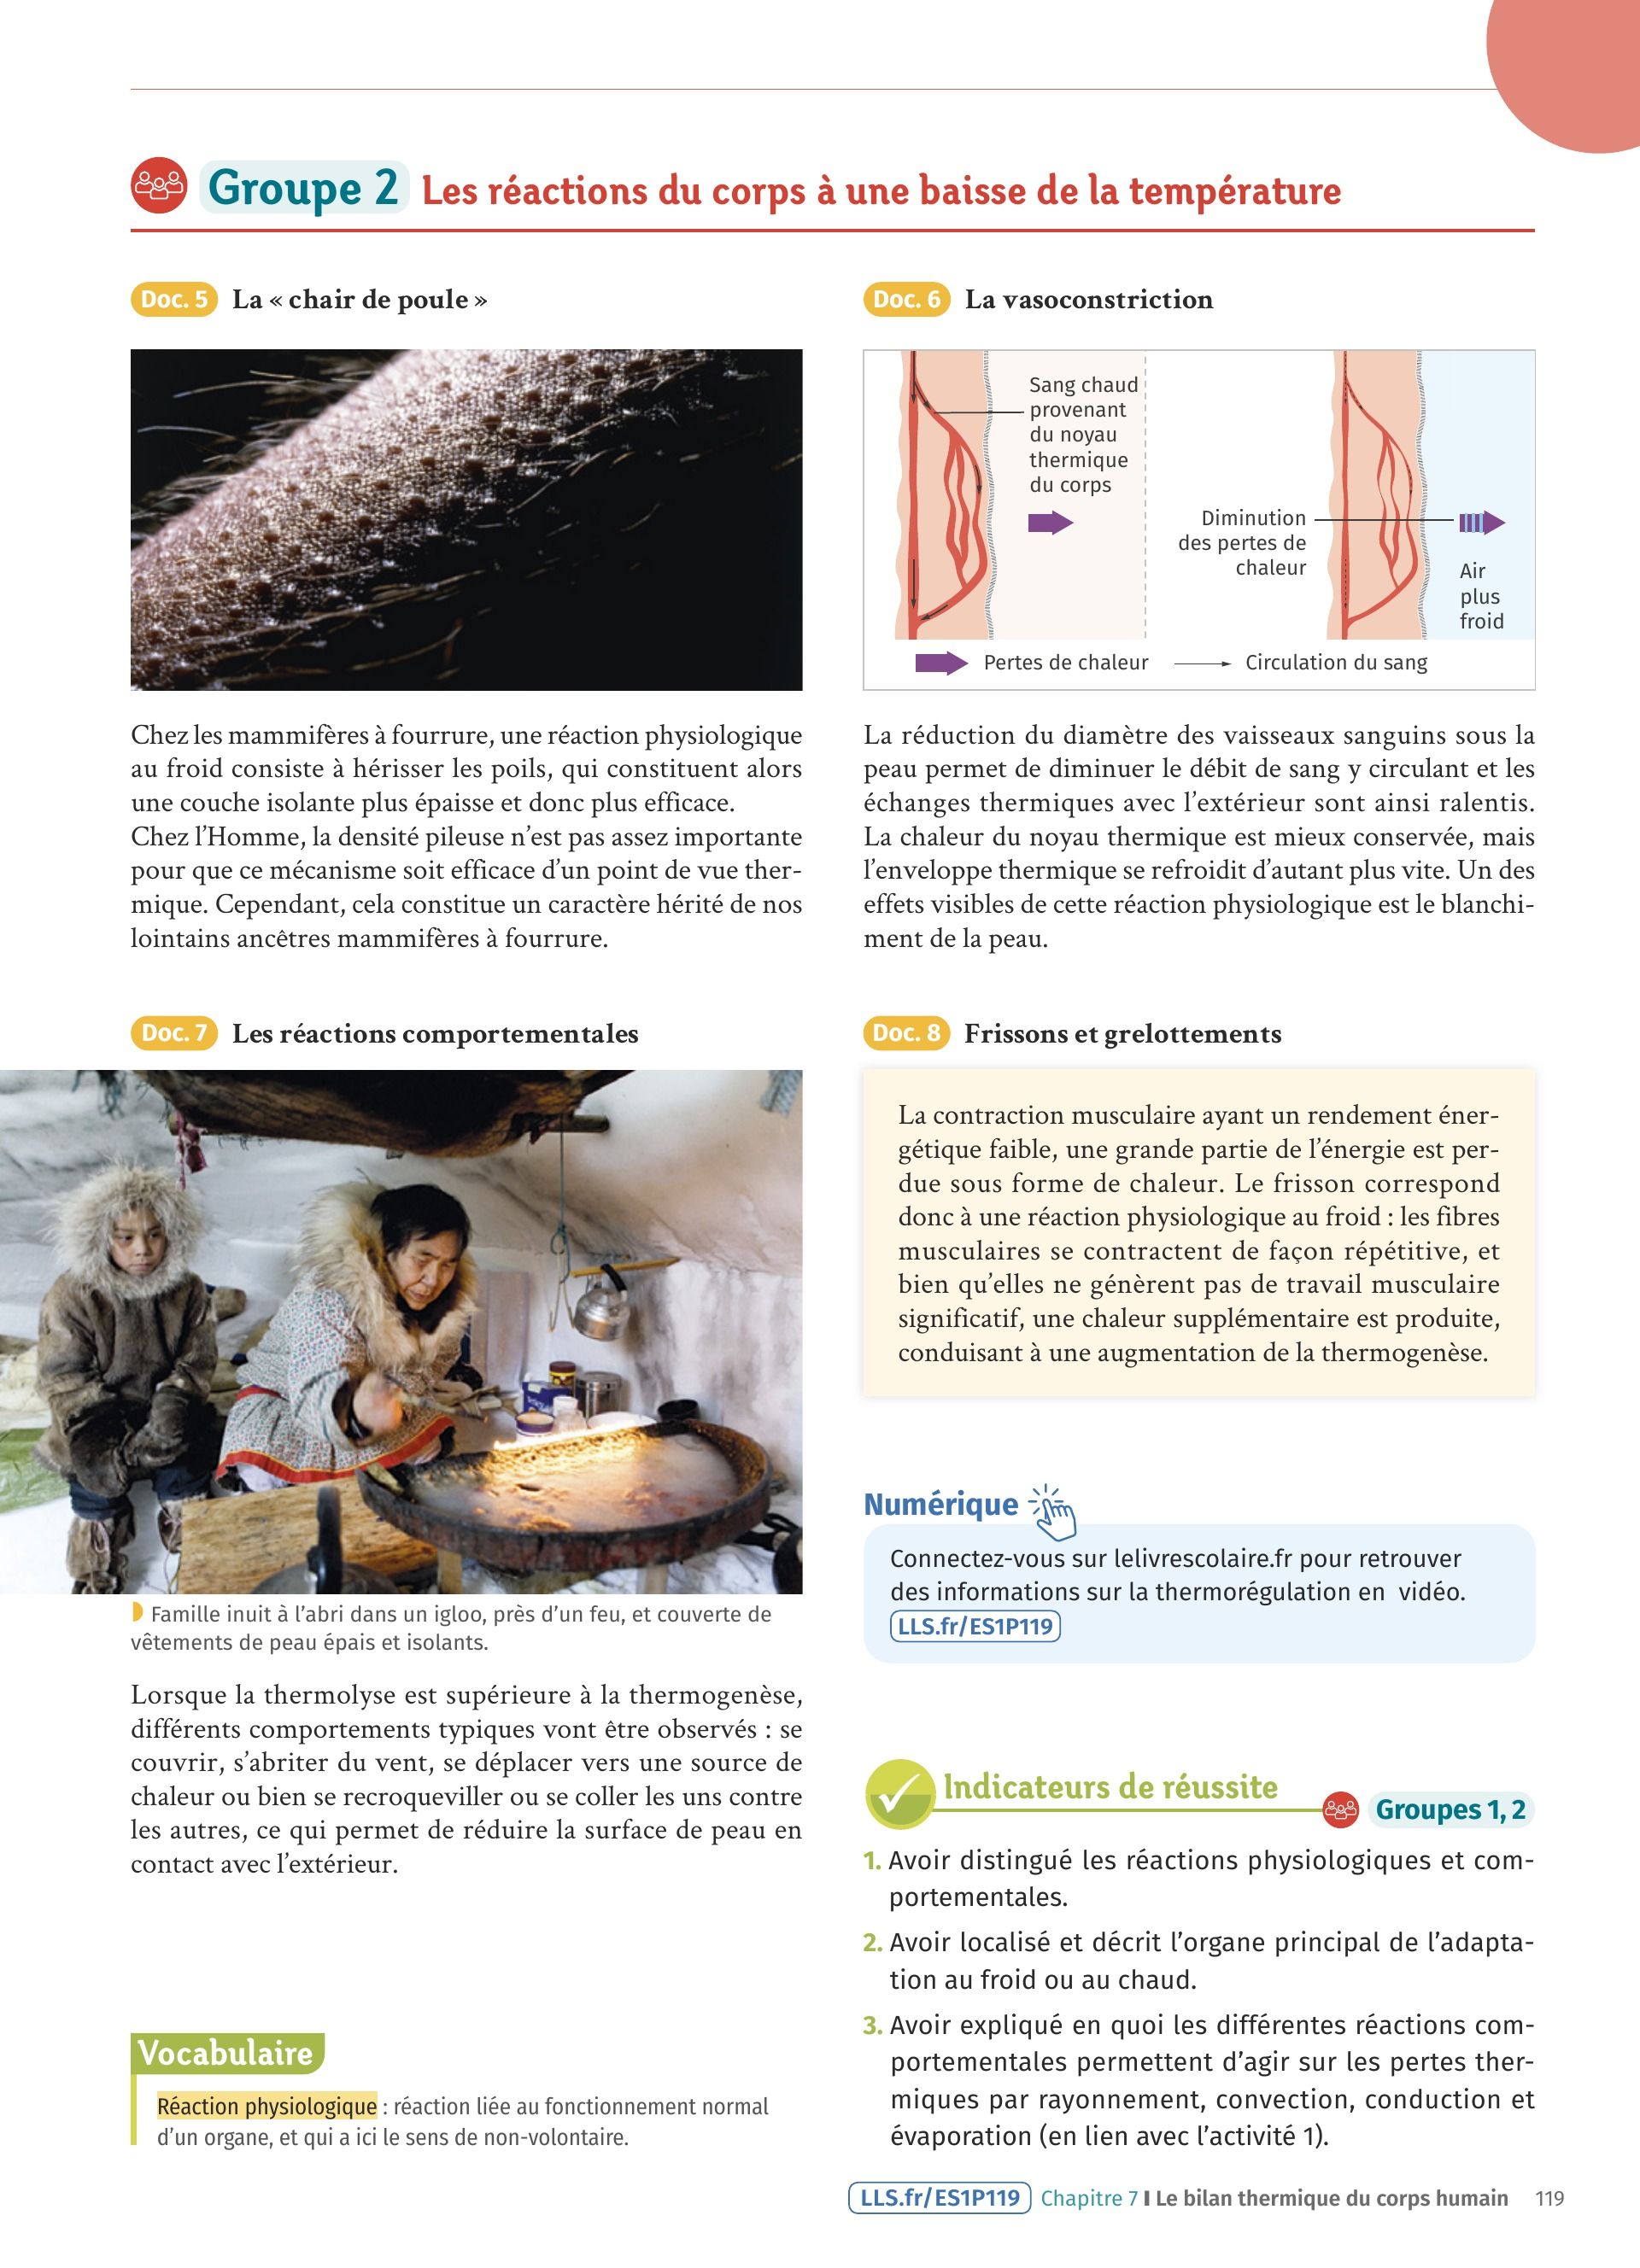 Groupe 2 Les réactions du corps à une baisse de la température
Doc. 5 La « chair de poule »
Chez les mammifères à fourrure, une réaction physiologique
au froid consiste à hérisser les poils, qui constituent alors
une couche isolante plus épaisse et donc plus efficace.
Chez l'Homme, la densité pileuse n'est pas assez importante
pour que ce mécanisme soit efficace d'un point de vue ther-
mique. Cependant, cela constitue un caractère hérité de nos
lointains ancêtres mammifères à fourrure.
Doc. 6 La vasoconstriction
Sang chaud
provenant
du noyau
thermique
du corps
Diminution
des pertes de
chaleur
Air
plus
froid
Pertes de chaleur
Circulation du sang
La réduction du diamètre des vaisseaux sanguins sous la
peau permet de diminuer le débit de sang y circulant et les
échanges thermiques avec l'extérieur sont ainsi ralentis.
La chaleur du noyau thermique est mieux conservée, mais
l'enveloppe thermique se refroidit d'autant plus vite. Un des
effets visibles de cette réaction physiologique est le blanchi-
ment de la peau.
Doc. 7 Les réactions comportementales
Famille inuit à l'abri dans un igloo, près d'un feu, et couverte de
vêtements de peau épais et isolants.
Lorsque la thermolyse est supérieure à la thermogenèse,
différents comportements typiques vont être observés : se
couvrir, s'abriter du vent, se déplacer vers une source de
chaleur ou bien se recroqueviller ou se coller les uns contre
les autres, ce qui permet de réduire la surface de peau en
contact avec l'extérieur.
Vocabulaire
Réaction physiologique : réaction liée au fonctionnement normal
d'un organe, et qui a ici le sens de non-volontaire.
Doc. 8 Frissons et grelottements
La contraction musculaire ayant un rendement éner-
gétique faible, une grande partie de l'énergie est per-
due sous forme de chaleur. Le frisson correspond
donc à une réaction physiologique au froid : les fibres
musculaires se contractent de façon répétitive, et
bien qu'elles ne génèrent pas de travail musculaire
significatif, une chaleur supplémentaire est produite,
conduisant à une augmentation de la thermogenèse.
Numérique
Connectez-vous sur lelivrescolaire.fr pour retrouver
des informations sur la thermorégulation en vidéo.
LLS.fr/ES1P119
Indicateurs de réussite
Groupes 1, 2
1. Avoir distingué les réactions physiologiques et com-
portementales.
2. Avoir localisé et décrit l'organe principal de l'adapta-
tion au froid ou au chaud.
3. Avoir expliqué en quoi les différentes réactions com-
portementales permettent d'agir sur les pertes ther-
miques par rayonnement, convection, conduction et
évaporation (en lien avec l'activité 1).
LLS.fr/ES1P119 Chapitre 7 I Le bilan thermique du corps humain 119